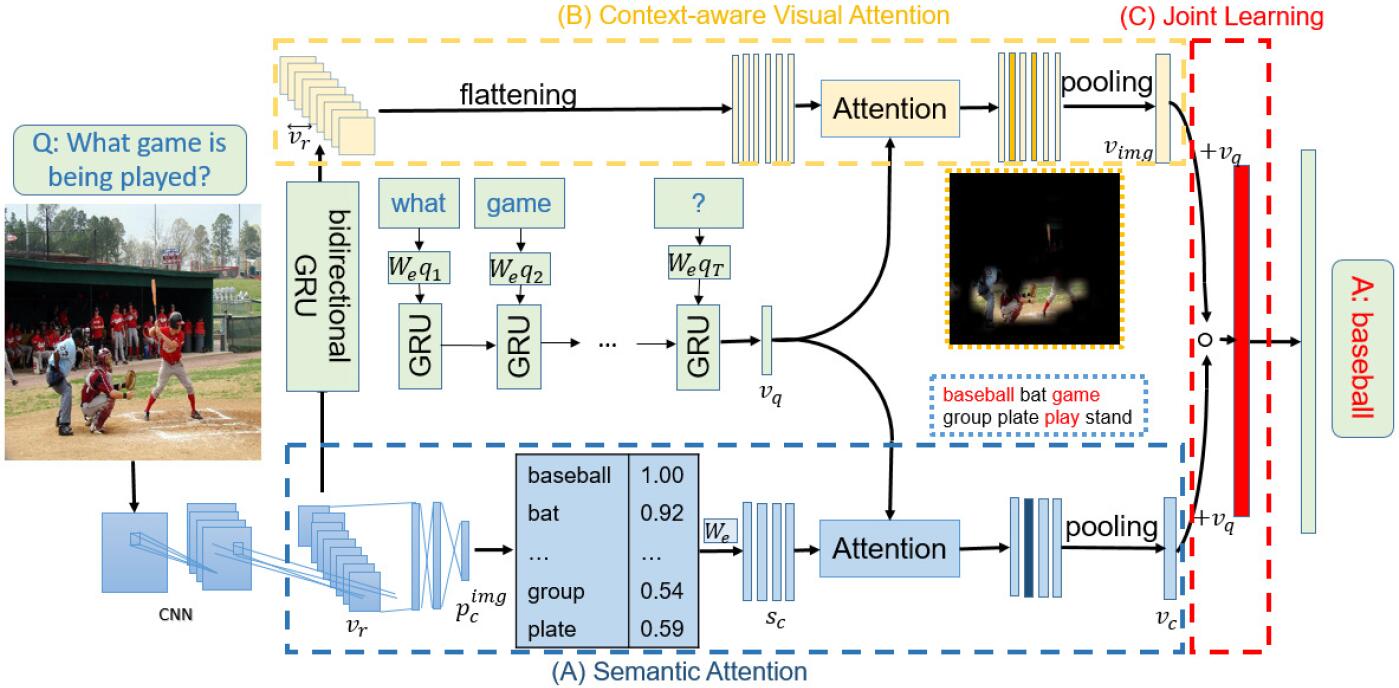 (B) Context-aware Visual Attention
(C) Joint Learning
flattening
Attention
pooling
v_r
v_img
+v_q
Q: What game is
being played?
bidirectional
GRU
what
game
?
W_e q_1
W_e q_2
W_e q_T
GRU
GRU
...
GRU
v_q
A: baseball
baseball bat game
group plate play stand
baseball 1.00
bat 0.92
... ...
group 0.54
plate 0.59
W_e
Attention
pooling
+v_q
CNN
v_r
p_c^img
s_c
v_c
(A) Semantic Attention